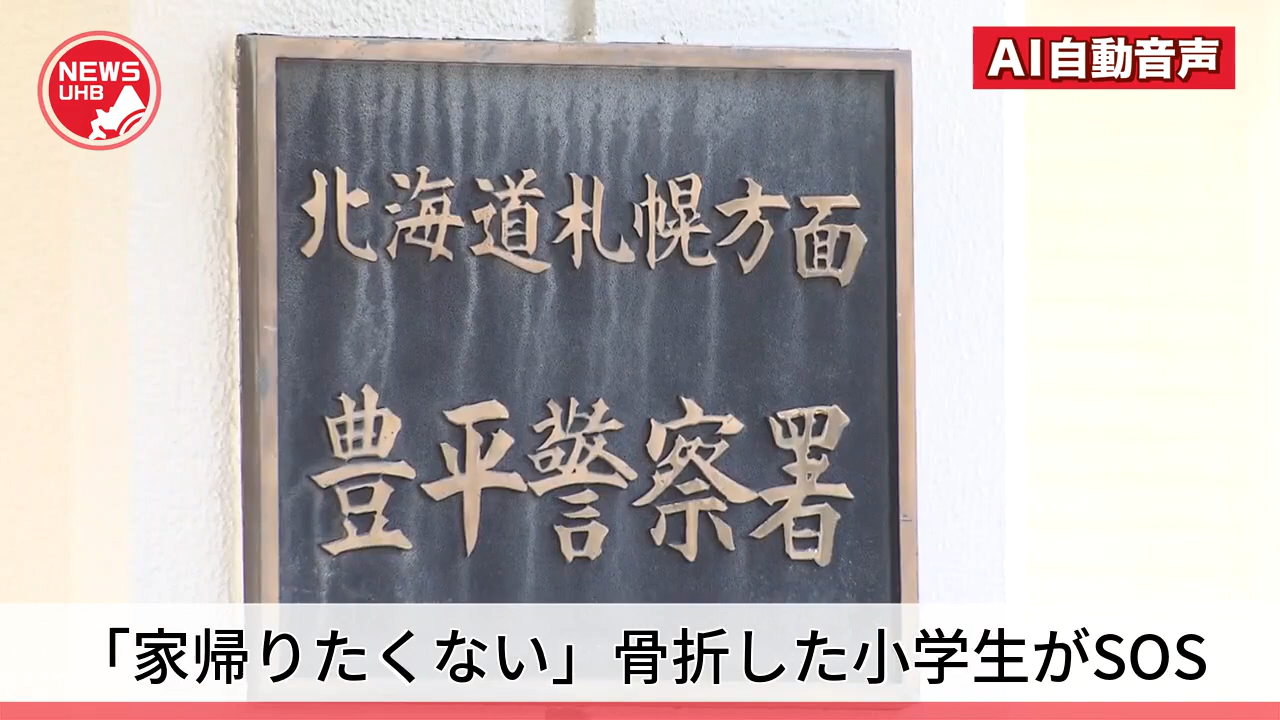 NEWS
UHB
AI自動音声
北海道札幌方面
豊平警察署
「家帰りたくない」骨折した小学生がSOS